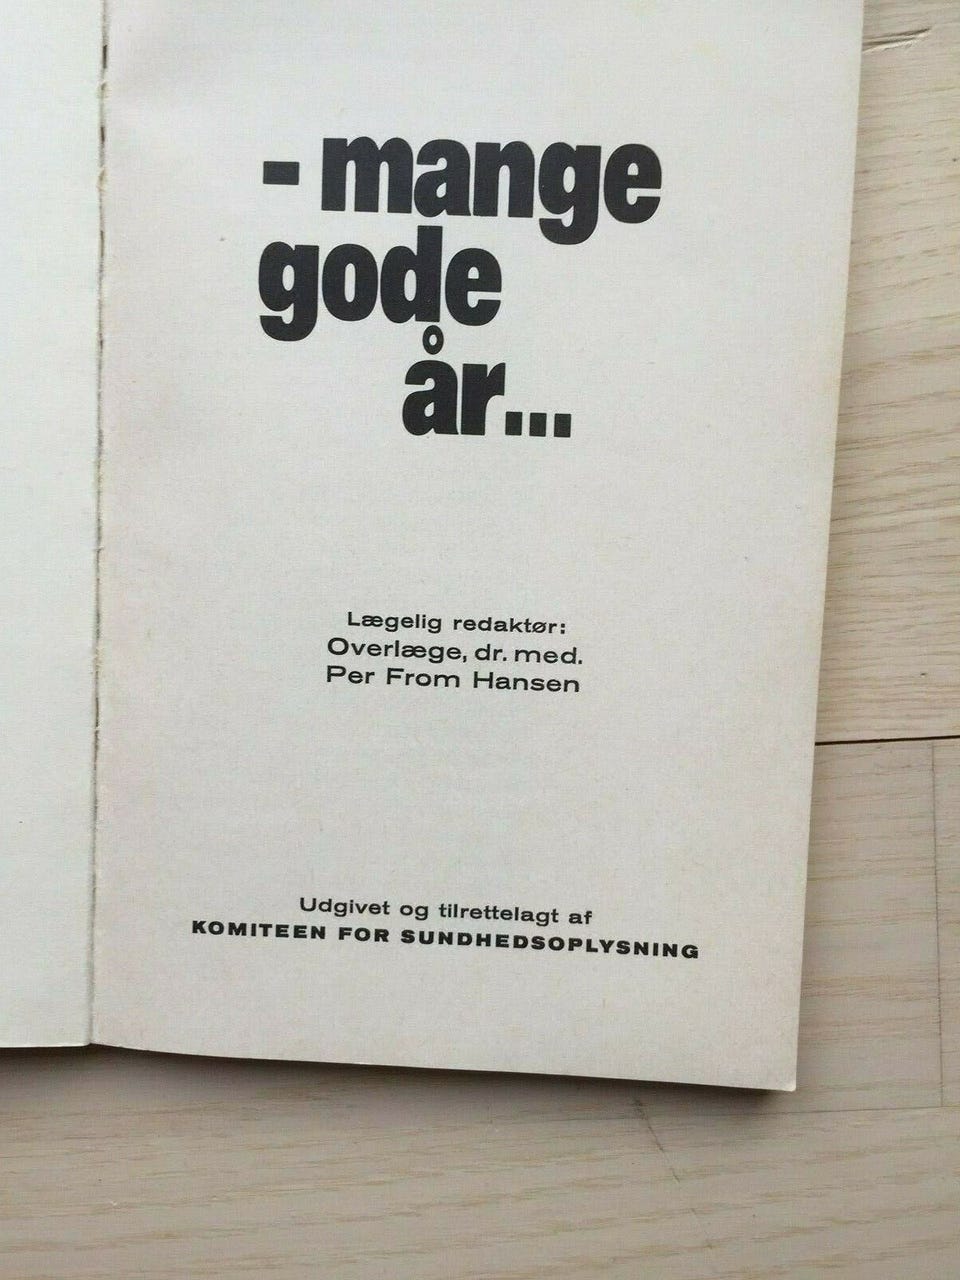 - mange
gode
år...
Lægelig redaktør:
Overlæge, dr. med.
Per From Hansen
Udgivet og tilrettelagt af
KOMITEEN FOR SUNDHEDSOPLYSNING